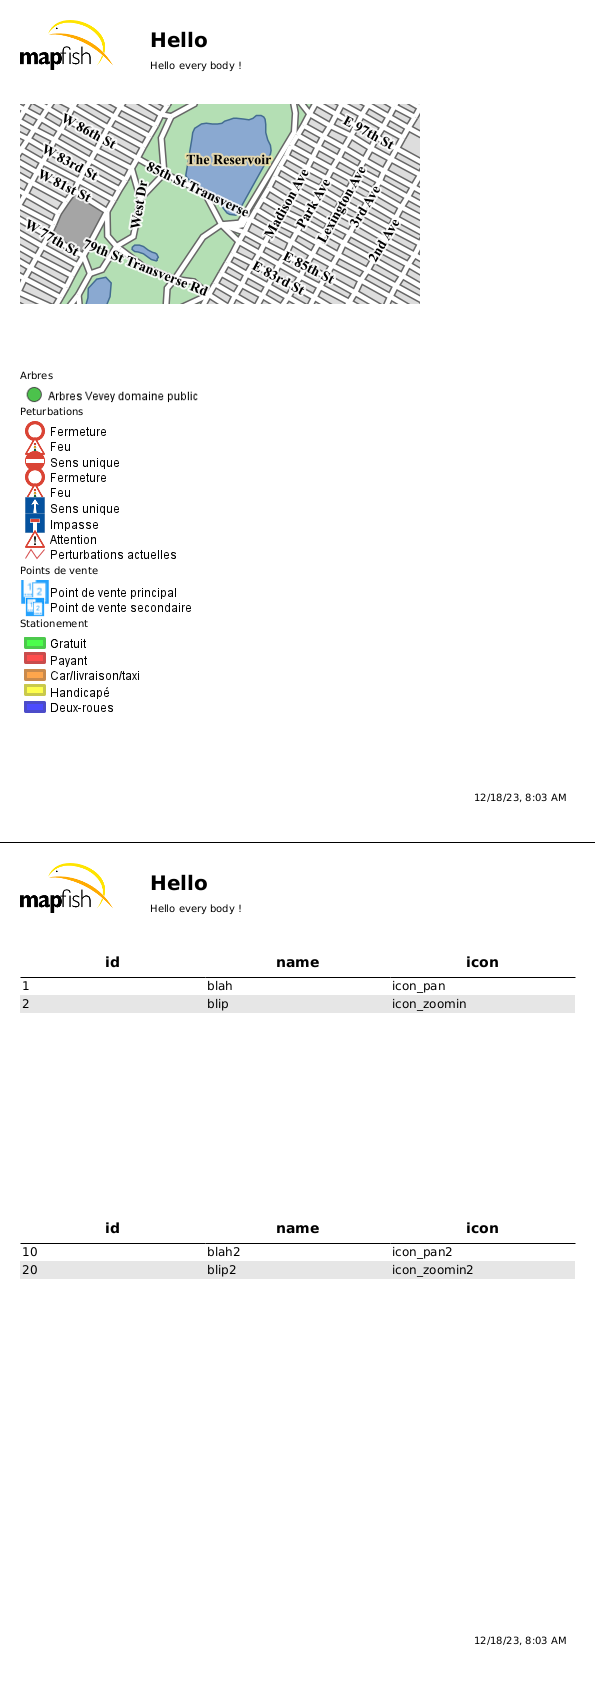 mapfish
Hello
Hello every body !
W 86th St
W 83rd St
W 81st St
W 77th St
West Dr
85th St Transverse
79th St Transverse Rd
The Reservoir
Madison Ave
Park Ave
Lexington Ave
3rd Ave
2nd Ave
E 97th St
E 85th St
E 83rd St
Arbres
Arbres Vevey domaine public
Peturbations
Fermeture
Feu
Sens unique
Fermeture
Feu
Sens unique
Impasse
Attention
Perturbations actuelles
Points de vente
Point de vente principal
Point de vente secondaire
Stationement
Gratuit
Payant
Car/livraison/taxi
Handicapé
Deux-roues
12/18/23, 8:03 AM
mapfish
Hello
Hello every body !
id name icon
1 blah icon_pan
2 blip icon_zoomin
id name icon
10 blah2 icon_pan2
20 blip2 icon_zoomin2
12/18/23, 8:03 AM